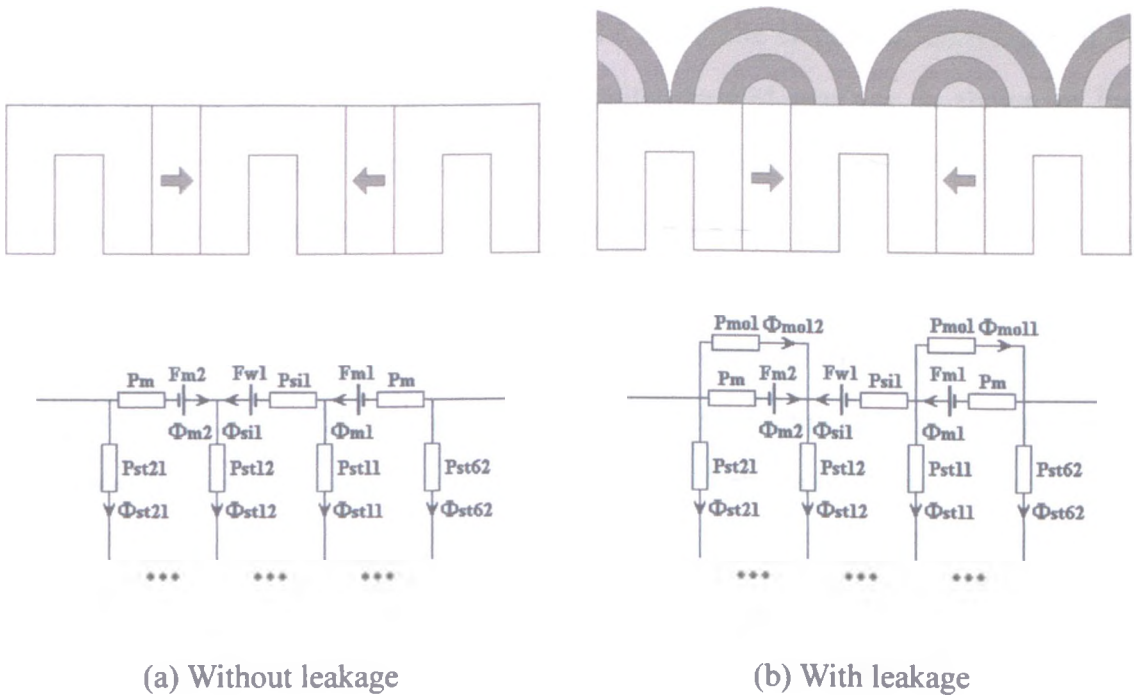 Pm Fm2 Fw1 Psi1 Fm1 Pm
Φm2 Φsi1 Φm1
Pst21 Pst12 Pst11 Pst62
Φst21 Φst12 Φst11 Φst62
•••  •••  •••
(a) Without leakage
Pmo1 Φmol2 Pmo1 Φmol1
Pm Fm2 Fw1 Psi1 Fm1 Pm
Φm2 Φsi1 Φm1
Pst21 Pst12 Pst11 Pst62
Φst21 Φst12 Φst11 Φst62
•••  •••  •••
(b) With leakage